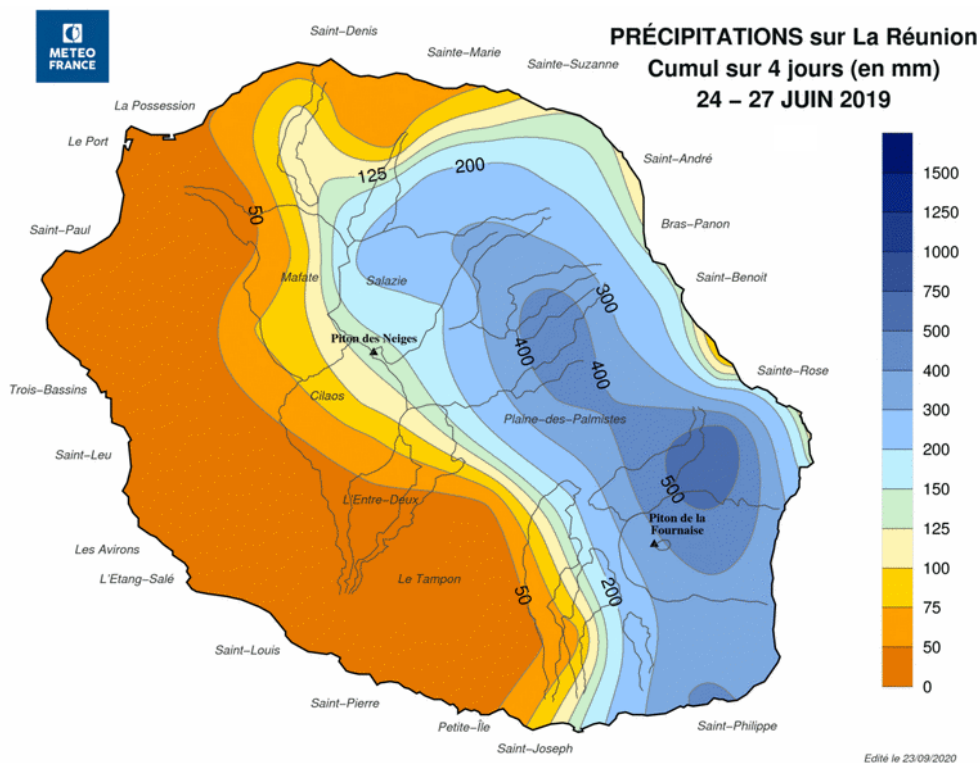 METEO
FRANCE
PRÉCIPITATIONS sur La Réunion
Cumul sur 4 jours (en mm)
24 − 27 JUIN 2019
Saint−Denis
Sainte−Marie
Sainte−Suzanne
La Possession
Le Port
Saint−André
Saint−Paul
Bras−Panon
Saint−Benoit
Mafate
Salazie
Piton des Neiges
Sainte−Rose
Trois−Bassins
Cilaos
Plaine−des−Palmistes
Saint−Leu
L'Entre−Deux
Piton de la
Fournaise
Les Avirons
L'Etang−Salé
Le Tampon
Saint−Louis
Saint−Pierre
Petite−Île
Saint−Joseph
Saint−Philippe
125
200
50
300
400
400
500
50
200
1500
1250
1000
750
500
400
300
200
150
125
100
75
50
0
Edité le 23/09/2020